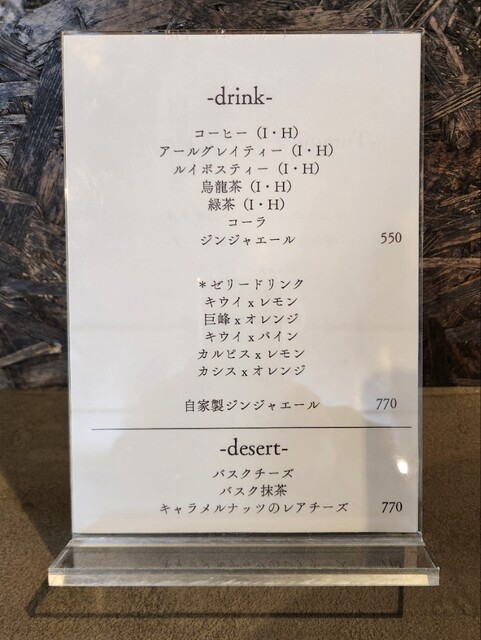 -drink-
コーヒー（I・H）
アールグレイティー（I・H）
ルイボスティー（I・H）
烏龍茶（I・H）
緑茶（I・H）
コーラ
ジンジャエール 550
＊ゼリードリンク
キウイ x レモン
巨峰 x オレンジ
キウイ x パイン
カルピス x レモン
カシス x オレンジ
自家製ジンジャエール 770
-desert-
バスクチーズ
バスク抹茶
キャラメルナッツのレアチーズ 770